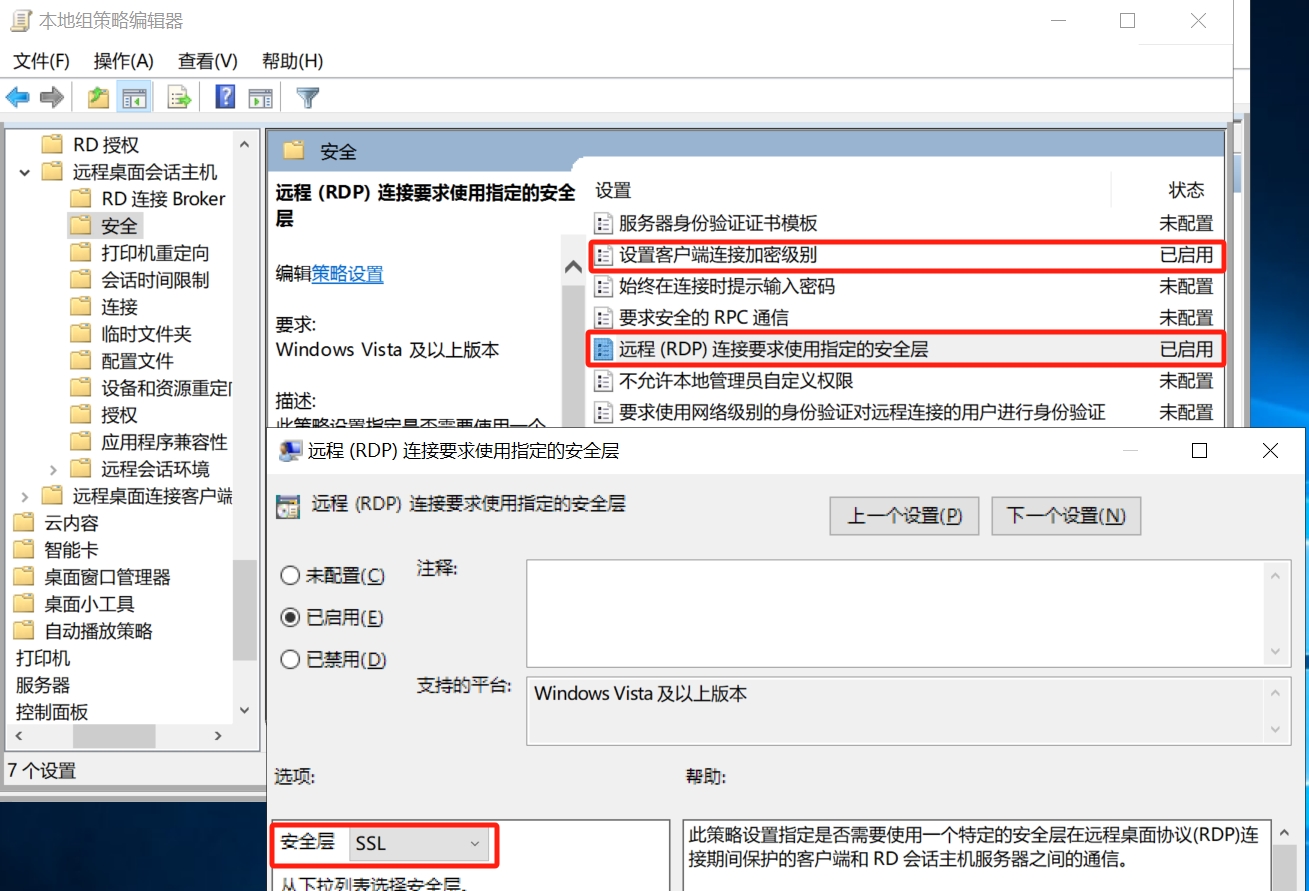 本地组策略编辑器
文件(F) 操作(A) 查看(V) 帮助(H)
RD 授权
远程桌面会话主机
RD 连接 Broker
安全
打印机重定向
会话时间限制
连接
临时文件夹
配置文件
设备和资源重定向
授权
应用程序兼容性
远程会话环境
远程桌面连接客户端
云内容
智能卡
桌面窗口管理器
桌面小工具
自动播放策略
打印机
服务器
控制面板
7 个设置
安全
远程 (RDP) 连接要求使用指定的安全
层
编辑策略设置
要求:
Windows Vista 及以上版本
描述:
此策略设置指定是否需要使用一个
设置 状态
服务器身份验证证书模板 未配置
设置客户端连接加密级别 已启用
始终在连接时提示输入密码 未配置
要求安全的 RPC 通信 未配置
远程 (RDP) 连接要求使用指定的安全层 已启用
不允许本地管理员自定义权限 未配置
要求使用网络级别的身份验证对远程连接的用户进行身份验证 未配置
远程 (RDP) 连接要求使用指定的安全层
远程 (RDP) 连接要求使用指定的安全层
上一个设置(P) 下一个设置(N)
未配置(C) 注释:
已启用(E)
已禁用(D)
支持的平台: Windows Vista 及以上版本
选项: 帮助:
安全层 SSL
从下拉列表选择安全层。
此策略设置指定是否需要使用一个特定的安全层在远程桌面协议(RDP)连
接期间保护的客户端和 RD 会话主机服务器之间的通信。